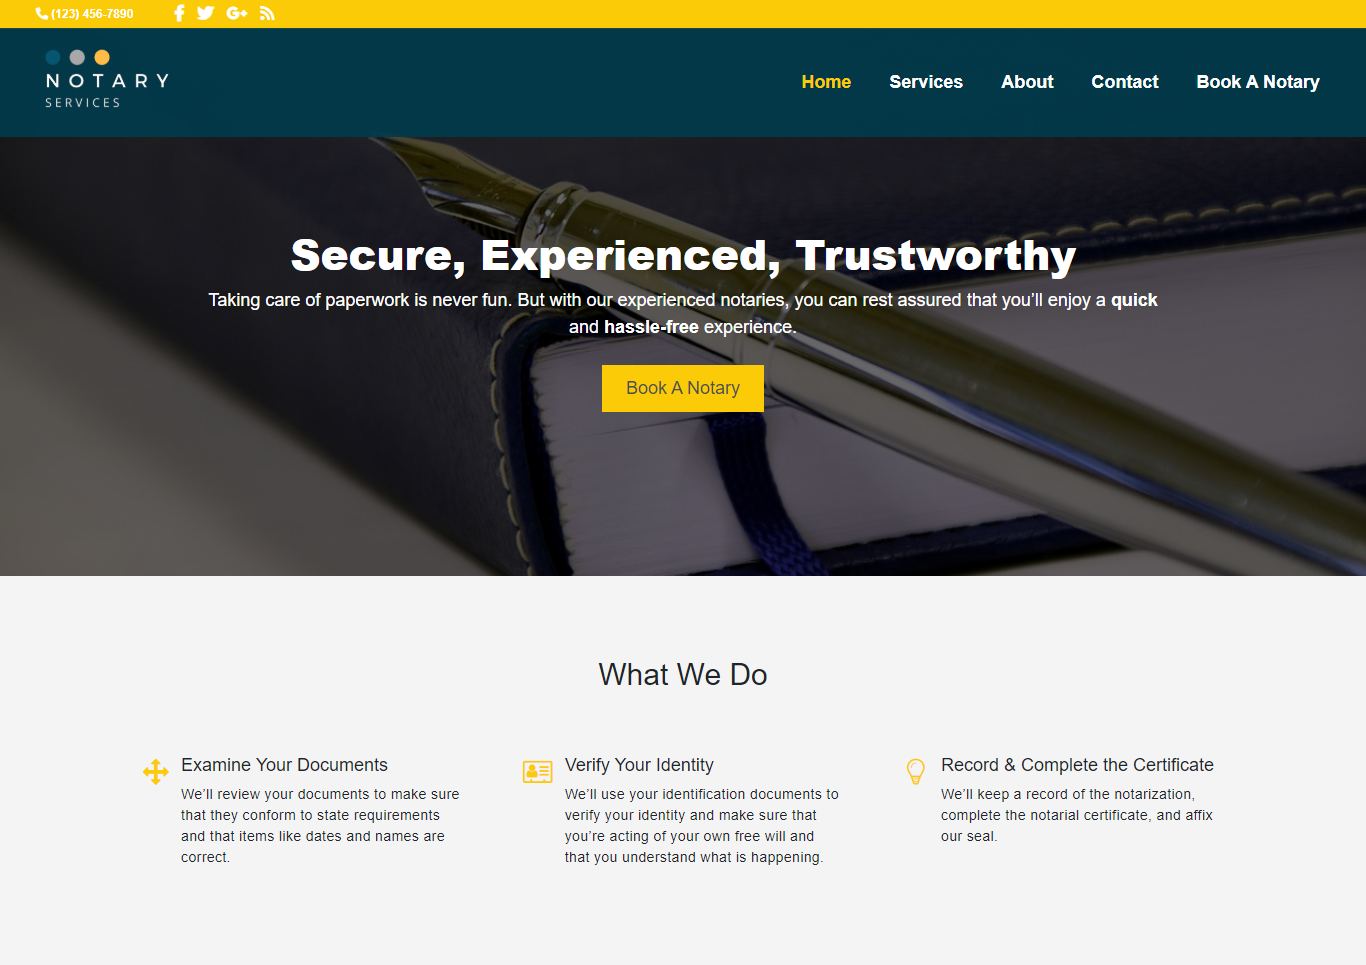 (123) 456-7890
NOTARY
SERVICES
Home Services About Contact Book A Notary
Secure, Experienced, Trustworthy
Taking care of paperwork is never fun. But with our experienced notaries, you can rest assured that you’ll enjoy a quick
and hassle-free experience.
Book A Notary
What We Do
Examine Your Documents
We’ll review your documents to make sure
that they conform to state requirements
and that items like dates and names are
correct.
Verify Your Identity
We’ll use your identification documents to
verify your identity and make sure that
you’re acting of your own free will and
that you understand what is happening.
Record & Complete the Certificate
We’ll keep a record of the notarization,
complete the notarial certificate, and affix
our seal.